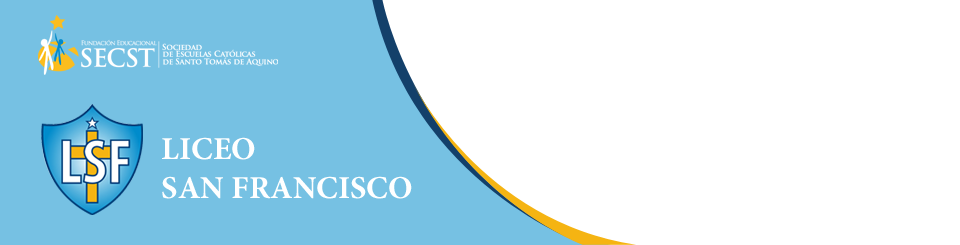 FUNDACIÓN EDUCACIONAL
SECST
SOCIEDAD
DE ESCUELAS CATÓLICAS
DE SANTO TOMÁS DE AQUINO
LSF
LICEO
SAN FRANCISCO